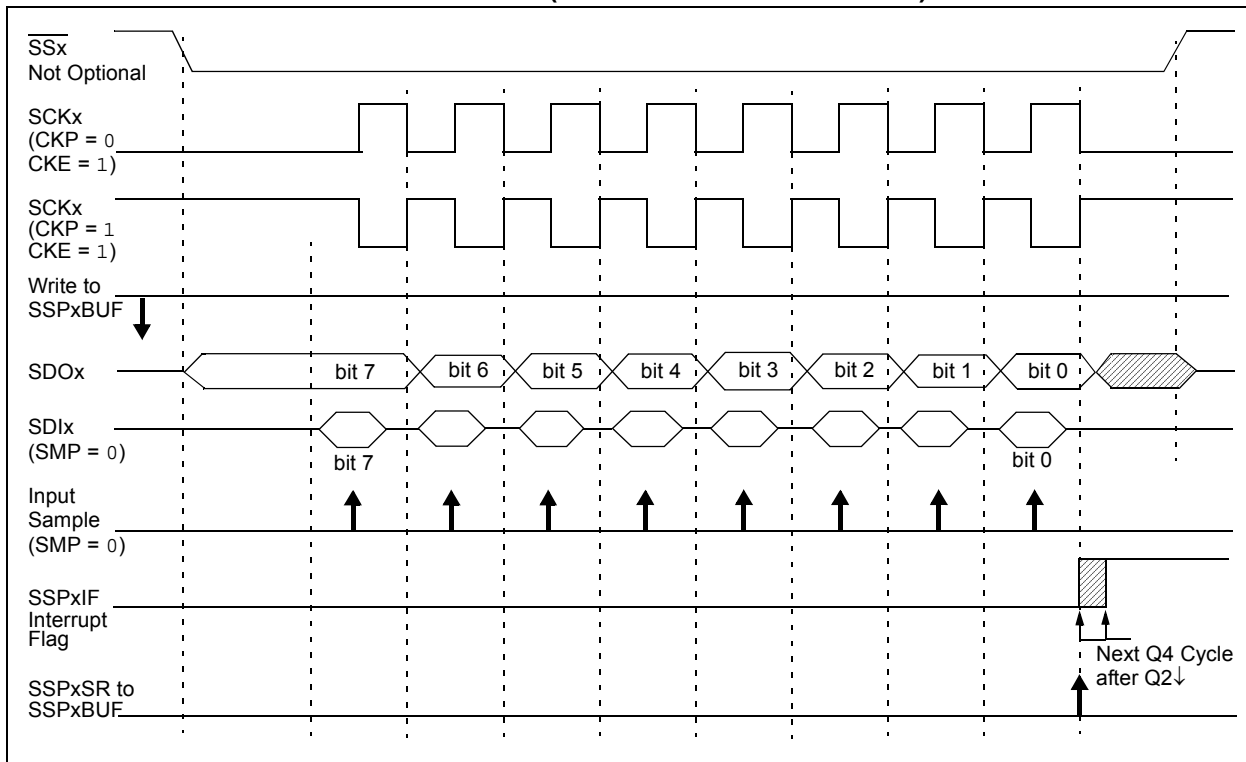 SSx
Not Optional
SCKx
(CKP = 0
CKE = 1)
SCKx
(CKP = 1
CKE = 1)
Write to
SSPxBUF
SDOx
bit 7
bit 6
bit 5
bit 4
bit 3
bit 2
bit 1
bit 0
SDIx
(SMP = 0)
bit 7
bit 0
Input
Sample
(SMP = 0)
SSPxIF
Interrupt
Flag
Next Q4 Cycle
after Q2↓
SSPxSR to
SSPxBUF